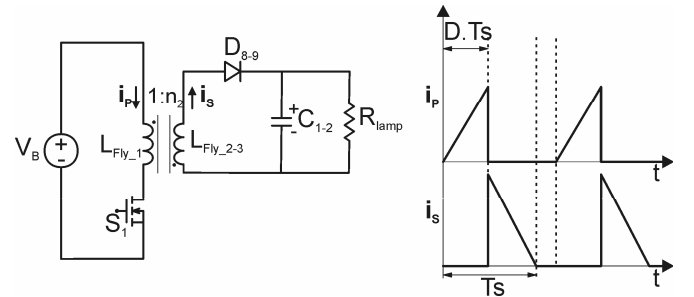 D8-9
iP
1:n2
iS
VB
+
-
LFly_1
LFly_2-3
+
-
C1-2
Rlamp
S1
D.Ts
iP
t
iS
t
Ts